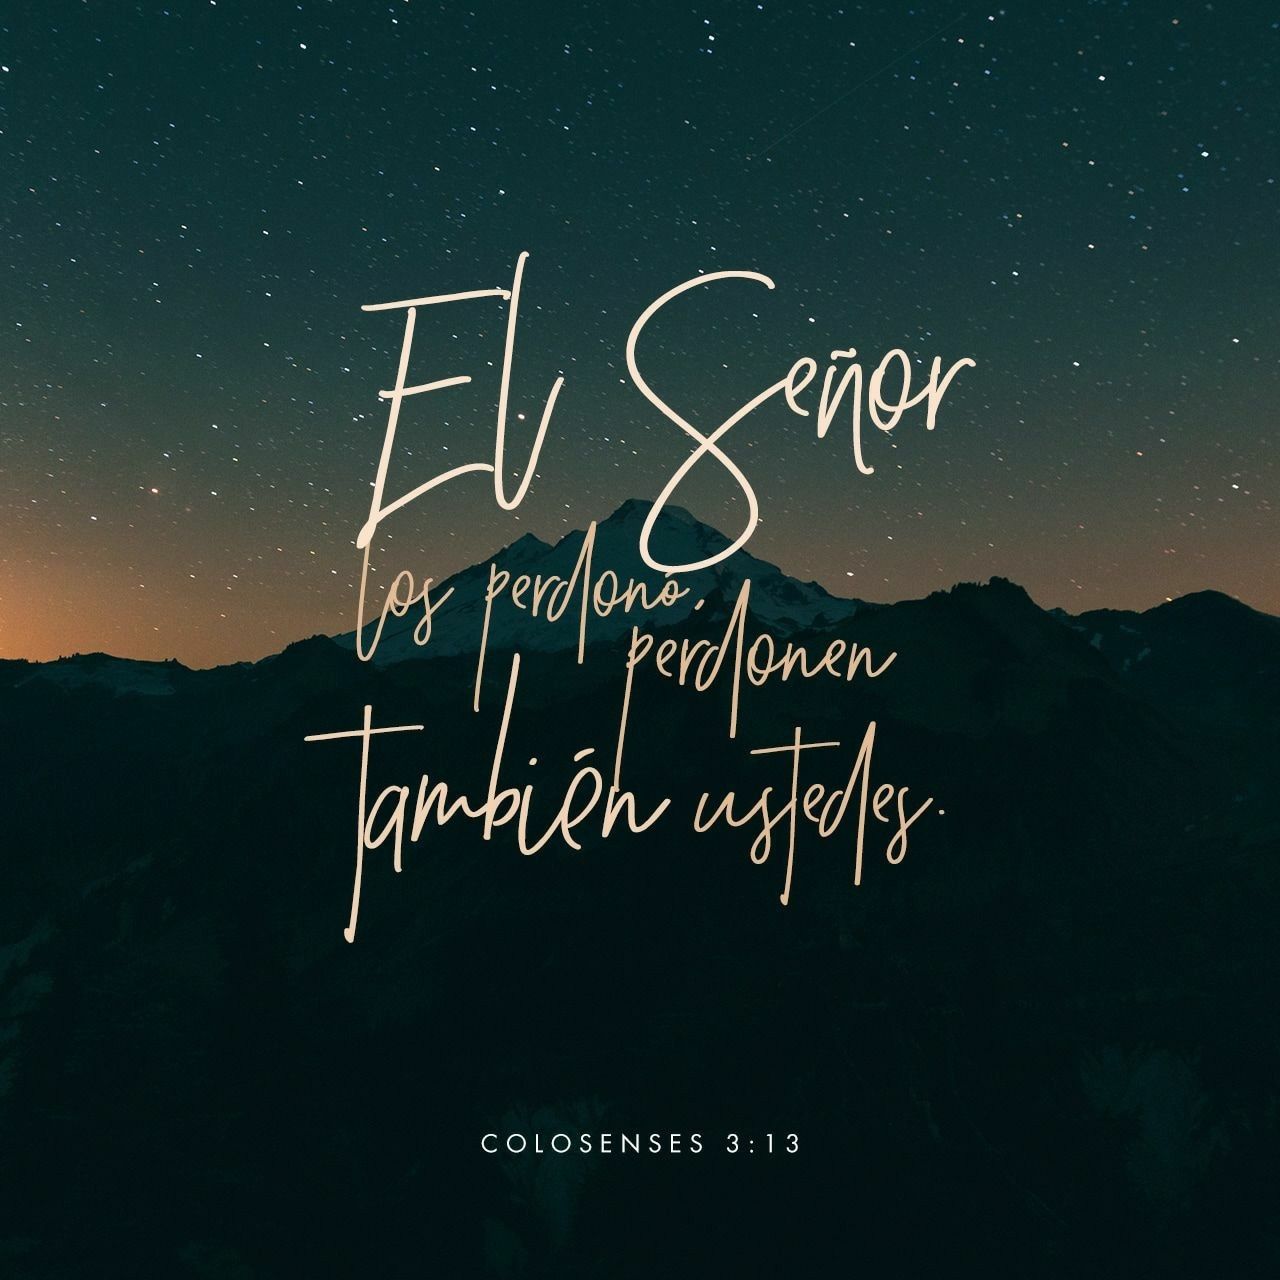 El Señor
los perdonó,
perdonen
también ustedes.
COLOSENSES 3:13